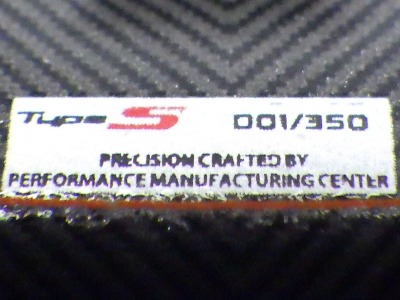 Type S 001/350
PRECISION CRAFTED BY
PERFORMANCE MANUFACTURING CENTER